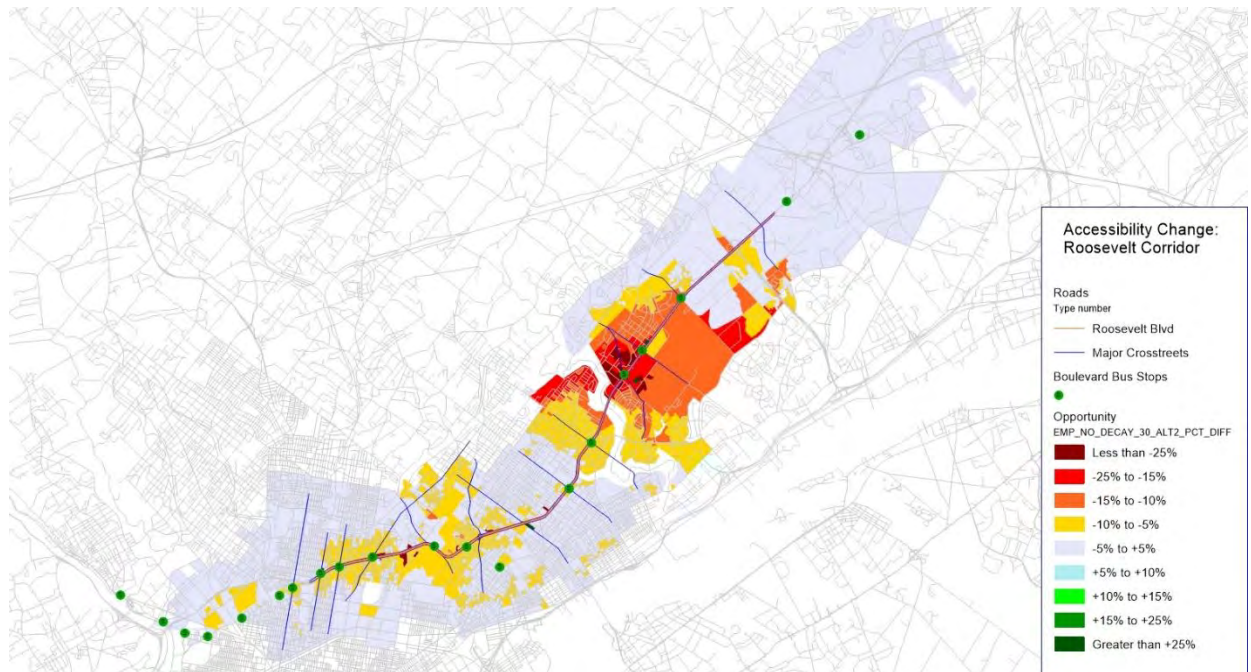 Accessibility Change:
Roosevelt Corridor
Roads
Type number
Roosevelt Blvd
Major Crosstreets
Boulevard Bus Stops
Opportunity
EMP_NO_DECAY_30_ALT2_PCT_DIFF
Less than -25%
-25% to -15%
-15% to -10%
-10% to -5%
-5% to +5%
+5% to +10%
+10% to +15%
+15% to +25%
Greater than +25%